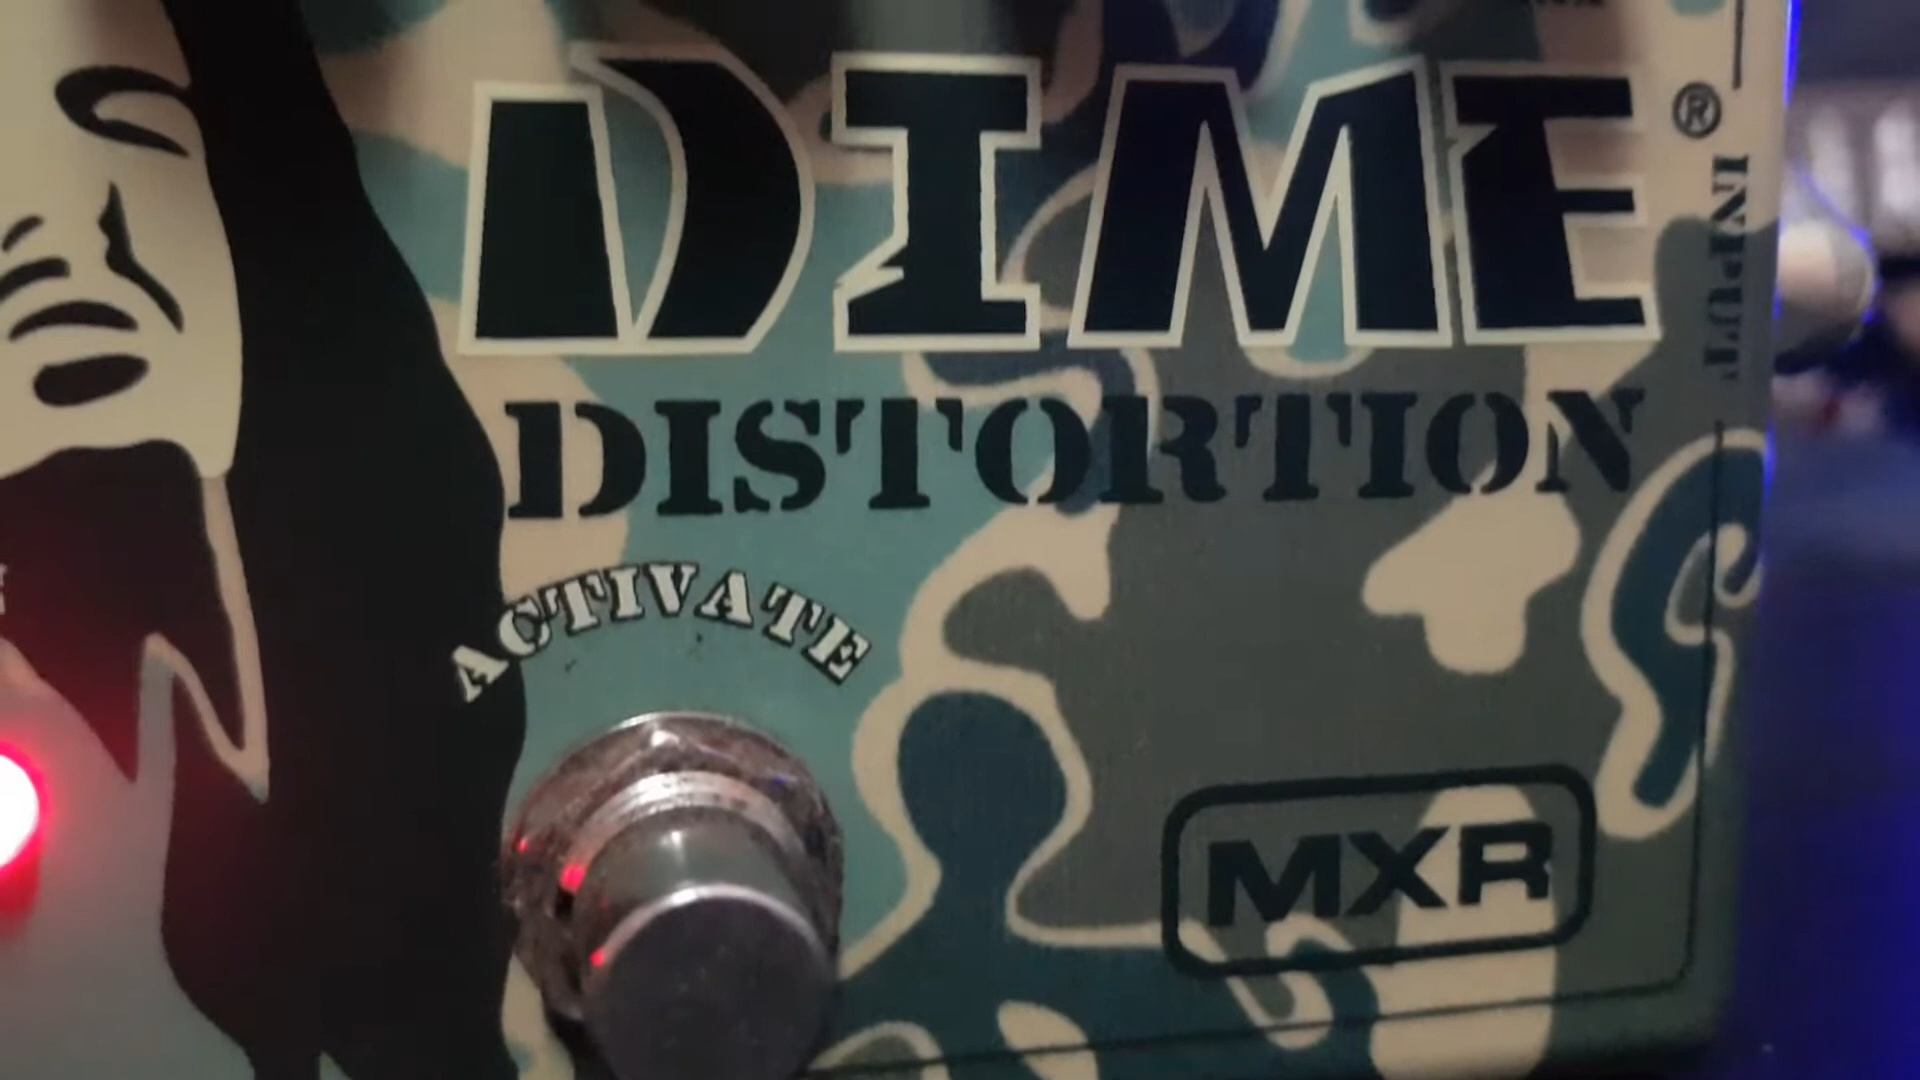 DIME ®
INPUT
DISTORTION
ACTIVATE
MXR